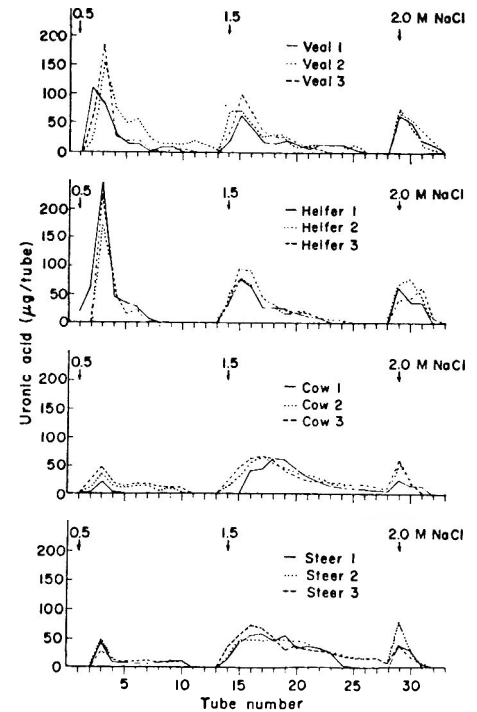 0.5 1.5 2.0 M NaCl
200
150
100
50
0
Veal 1
Veal 2
Veal 3
0.5 1.5 2.0 M NaCl
200
150
100
50
0
Heifer 1
Heifer 2
Heifer 3
Uronic acid (μg/tube)
0.5 1.5 2.0 M NaCl
200
150
100
50
0
Cow 1
Cow 2
Cow 3
0.5 1.5 2.0 M NaCl
200
150
100
50
0
Steer 1
Steer 2
Steer 3
5 10 15 20 25 30
Tube number